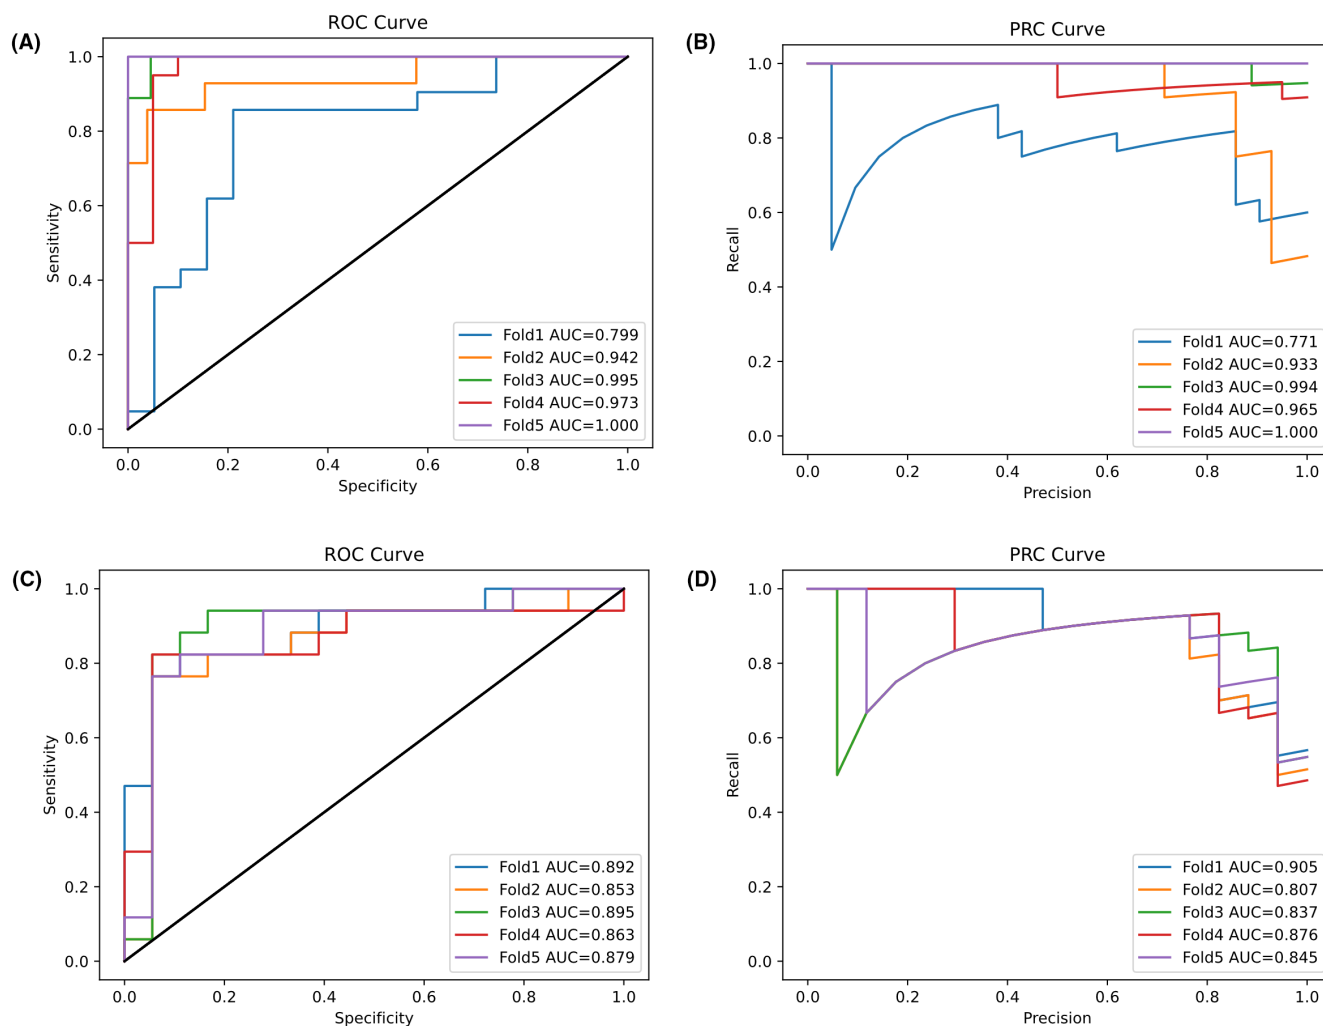 (A)
ROC Curve
Sensitivity
1.0
0.8
0.6
0.4
0.2
0.0
Fold1 AUC=0.799
Fold2 AUC=0.942
Fold3 AUC=0.995
Fold4 AUC=0.973
Fold5 AUC=1.000
0.0 0.2 0.4 0.6 0.8 1.0
Specificity
(B)
PRC Curve
Recall
1.0
0.8
0.6
0.4
0.2
0.0
Fold1 AUC=0.771
Fold2 AUC=0.933
Fold3 AUC=0.994
Fold4 AUC=0.965
Fold5 AUC=1.000
0.0 0.2 0.4 0.6 0.8 1.0
Precision
(C)
ROC Curve
Sensitivity
1.0
0.8
0.6
0.4
0.2
0.0
Fold1 AUC=0.892
Fold2 AUC=0.853
Fold3 AUC=0.895
Fold4 AUC=0.863
Fold5 AUC=0.879
0.0 0.2 0.4 0.6 0.8 1.0
Specificity
(D)
PRC Curve
Recall
1.0
0.8
0.6
0.4
0.2
0.0
Fold1 AUC=0.905
Fold2 AUC=0.807
Fold3 AUC=0.837
Fold4 AUC=0.876
Fold5 AUC=0.845
0.0 0.2 0.4 0.6 0.8 1.0
Precision